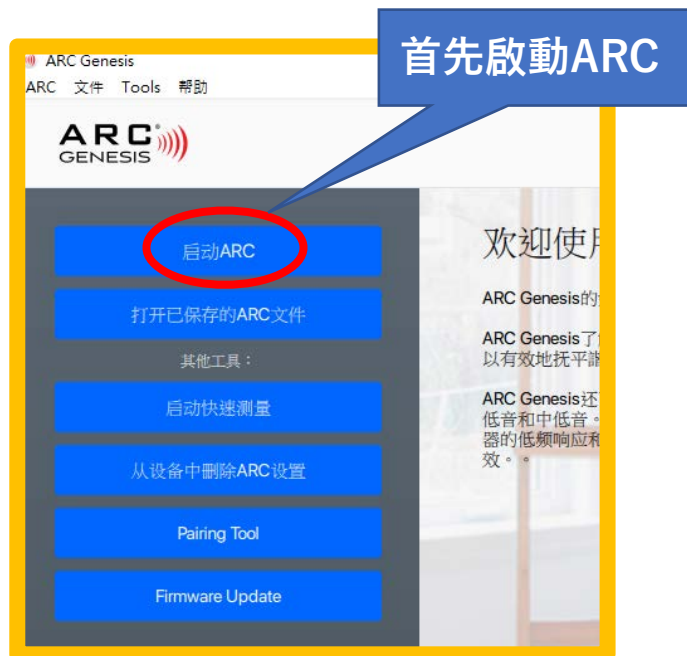 首先啟動ARC
ARC Genesis
ARC 文件 Tools 帮助
ARC
GENESIS
启动ARC
打开已保存的ARC文件
其他工具：
启动快速测量
从设备中删除ARC设置
Pairing Tool
Firmware Update
欢迎使
ARC Genesis的
ARC Genesis了
以有效地抚平
ARC Genesis还
低音和中低音。
器的低频响应和
效。。